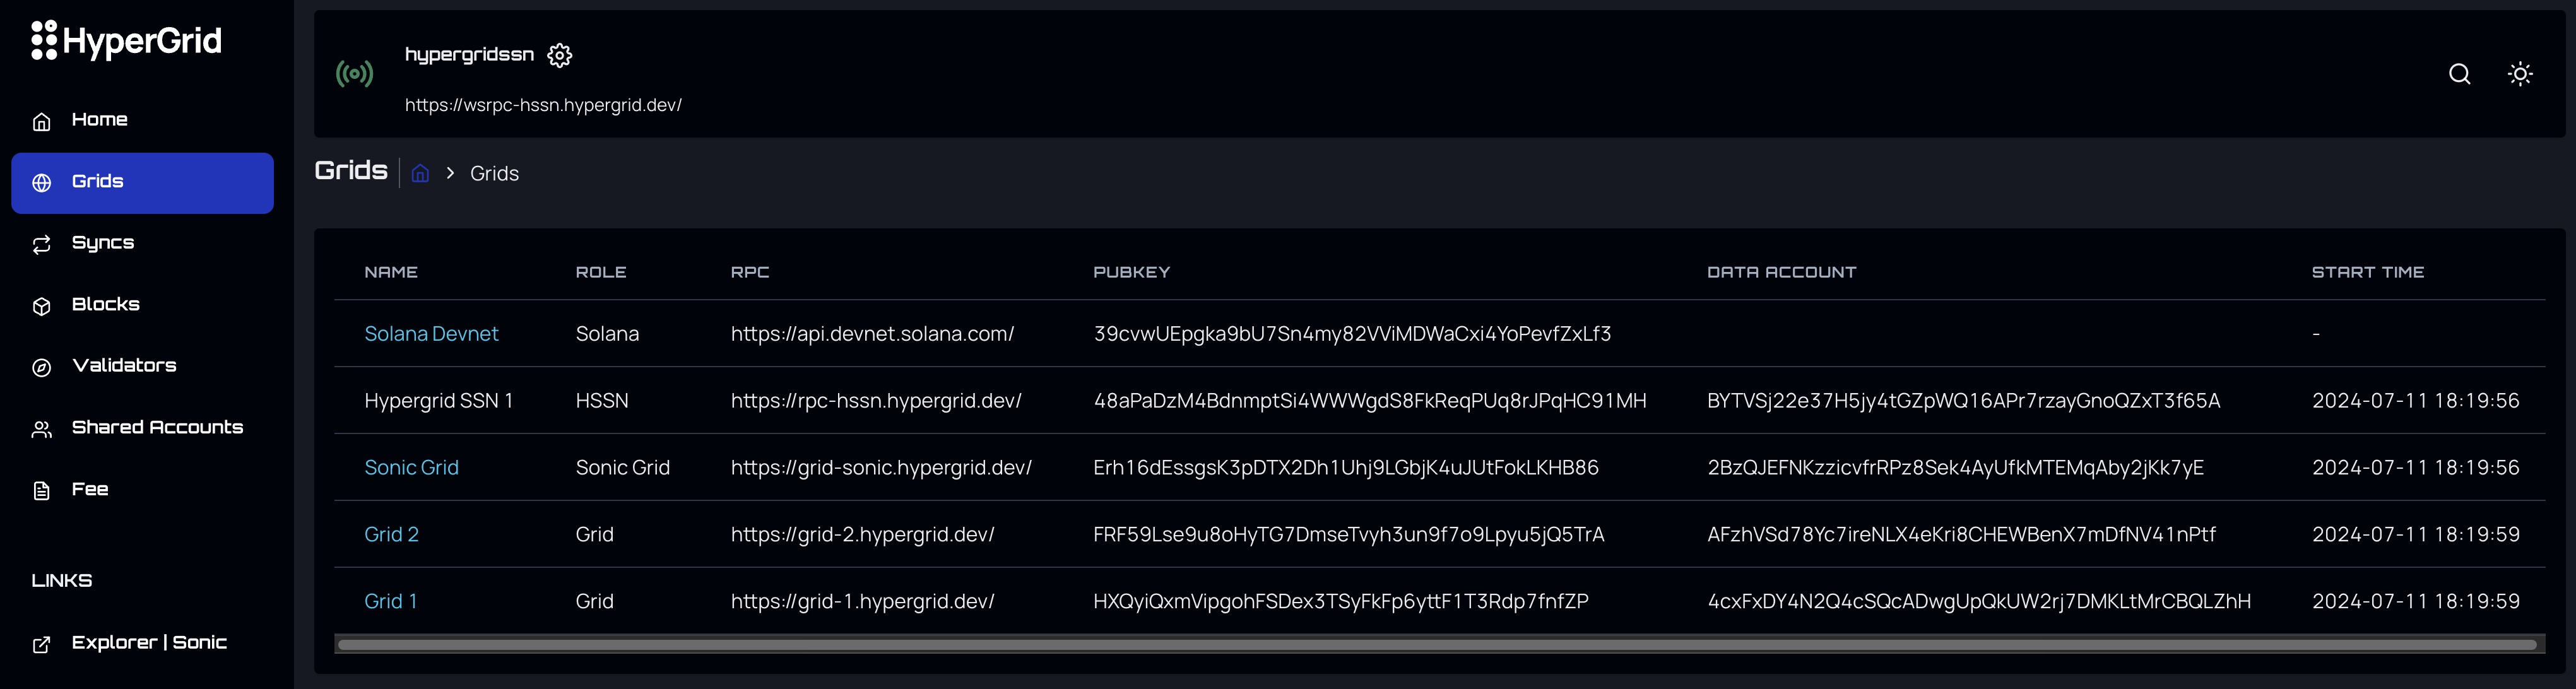 HyperGrid
Home
Grids
Syncs
Blocks
Validators
Shared Accounts
Fee
LINKS
Explorer | Sonic
hypergridssn
https://wsrpc-hssn.hypergrid.dev/
Grids Grids
NAME ROLE RPC PUBKEY DATA ACCOUNT START TIME
Solana Devnet Solana https://api.devnet.solana.com/ 39cvwUEpgka9bU7Sn4my82VViMDWaCxi4YoPevfZxLf3 -
Hypergrid SSN 1 HSSN https://rpc-hssn.hypergrid.dev/ 48aPaDzM4BdnmptSi4WWWgdS8FkReqPUq8rJPqHC91MH BYTVSj22e37H5jy4tGZpWQ16APr7rzayGnoQZxT3f65A 2024-07-11 18:19:56
Sonic Grid Sonic Grid https://grid-sonic.hypergrid.dev/ Erh16dEssgsK3pDTX2Dh1Uhj9LGbjK4uJUtFokLKHB86 2BzQJEFNKzzicvfrRPz8Sek4AyUfkMTEMqAby2jKk7yE 2024-07-11 18:19:56
Grid 2 Grid https://grid-2.hypergrid.dev/ FRF59Lse9u8oHyTG7DmseTvyh3un9f7o9Lpyu5jQ5TrA AFzhVSd78Yc7ireNLX4eKri8CHEWBenX7mDfNV41nPtf 2024-07-11 18:19:59
Grid 1 Grid https://grid-1.hypergrid.dev/ HXQyiQxmVipgohFSDex3TSyFkFp6yttF1T3Rdp7fnfZP 4cxFxDY4N2Q4cSQcADwgUpQkUW2rj7DMKLtMrCBQLZhH 2024-07-11 18:19:59